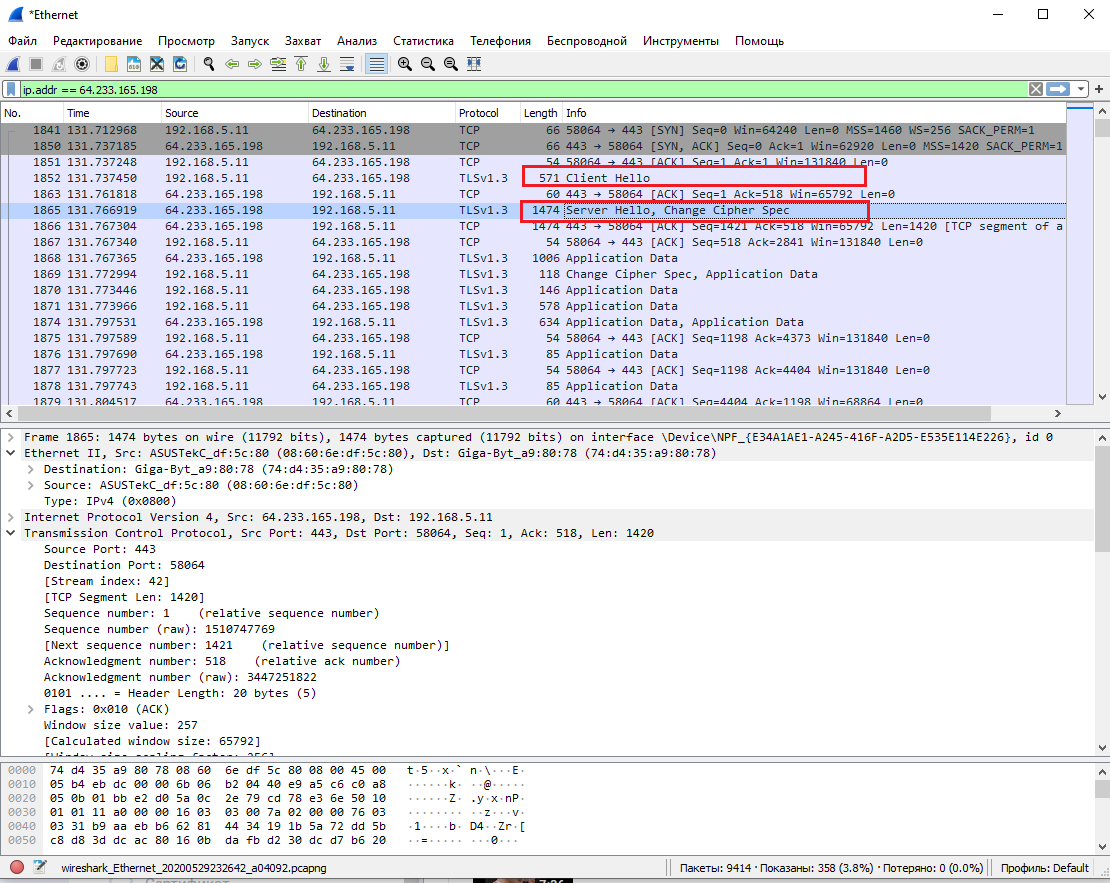 *Ethernet
Файл Редактирование Просмотр Запуск Захват Анализ Статистика Телефония Беспроводной Инструменты Помощь
ip.addr == 64.233.165.198
No. Time Source Destination Protocol Length Info
1841 131.712968 192.168.5.11 64.233.165.198 TCP 66 58064 → 443 [SYN] Seq=0 Win=64240 Len=0 MSS=1460 WS=256 SACK_PERM=1
1850 131.737185 64.233.165.198 192.168.5.11 TCP 66 443 → 58064 [SYN, ACK] Seq=0 Ack=1 Win=62920 Len=0 MSS=1420 SACK_PERM=1
1851 131.737248 192.168.5.11 64.233.165.198 TCP 54 58064 → 443 [ACK] Seq=1 Ack=1 Win=131840 Len=0
1852 131.737450 192.168.5.11 64.233.165.198 TLSv1.3 571 Client Hello
1863 131.761818 64.233.165.198 192.168.5.11 TCP 60 443 → 58064 [ACK] Seq=1 Ack=518 Win=65792 Len=0
1865 131.766919 64.233.165.198 192.168.5.11 TLSv1.3 1474 Server Hello, Change Cipher Spec
1866 131.767304 64.233.165.198 192.168.5.11 TCP 1474 443 → 58064 [ACK] Seq=1421 Ack=518 Win=65792 Len=1420 [TCP segment of a
1867 131.767340 192.168.5.11 64.233.165.198 TCP 54 58064 → 443 [ACK] Seq=518 Ack=2841 Win=131840 Len=0
1868 131.767365 64.233.165.198 192.168.5.11 TLSv1.3 1006 Application Data
1869 131.772994 192.168.5.11 64.233.165.198 TLSv1.3 118 Change Cipher Spec, Application Data
1870 131.773446 192.168.5.11 64.233.165.198 TLSv1.3 146 Application Data
1871 131.773966 192.168.5.11 64.233.165.198 TLSv1.3 578 Application Data
1874 131.797531 64.233.165.198 192.168.5.11 TLSv1.3 634 Application Data, Application Data
1875 131.797589 192.168.5.11 64.233.165.198 TCP 54 58064 → 443 [ACK] Seq=1198 Ack=4373 Win=131840 Len=0
1876 131.797690 64.233.165.198 192.168.5.11 TLSv1.3 85 Application Data
1877 131.797723 192.168.5.11 64.233.165.198 TCP 54 58064 → 443 [ACK] Seq=1198 Ack=4404 Win=131840 Len=0
1878 131.797743 192.168.5.11 64.233.165.198 TLSv1.3 85 Application Data
1879 131.804517 64.233.165.198 192.168.5.11 TCP 60 443 → 58064 [ACK] Seq=4404 Ack=1198 Win=68864 Len=0
Frame 1865: 1474 bytes on wire (11792 bits), 1474 bytes captured (11792 bits) on interface \Device\NPF_{E34A1AE1-A245-416F-A2D5-E535E114E226}, id 0
Ethernet II, Src: ASUSTekC_df:5c:80 (08:60:6e:df:5c:80), Dst: Giga-Byt_a9:80:78 (74:d4:35:a9:80:78)
Destination: Giga-Byt_a9:80:78 (74:d4:35:a9:80:78)
Source: ASUSTekC_df:5c:80 (08:60:6e:df:5c:80)
Type: IPv4 (0x0800)
Internet Protocol Version 4, Src: 64.233.165.198, Dst: 192.168.5.11
Transmission Control Protocol, Src Port: 443, Dst Port: 58064, Seq: 1, Ack: 518, Len: 1420
Source Port: 443
Destination Port: 58064
[Stream index: 42]
[TCP Segment Len: 1420]
Sequence number: 1 (relative sequence number)
Sequence number (raw): 1510747769
[Next sequence number: 1421 (relative sequence number)]
Acknowledgment number: 518 (relative ack number)
Acknowledgment number (raw): 3447251822
0101 .... = Header Length: 20 bytes (5)
Flags: 0x010 (ACK)
Window size value: 257
[Calculated window size: 65792]
[Window size scaling factor: 256]
0000 74 d4 35 a9 80 78 08 60 6e df 5c 80 08 00 45 00 t·5··x·` n·\···E·
0010 05 b4 eb dc 00 00 6b 06 b2 04 40 e9 a5 c6 c0 a8 ······k· ··@·····
0020 05 0b 01 bb e2 d0 5a 0c 2e 79 cd 78 e3 6e 50 10 ······Z· .y·x·nP·
0030 01 01 11 a0 00 00 16 03 03 00 7a 02 00 00 76 03 ········ ··z···v·
0040 03 31 b9 aa eb b6 62 81 44 34 19 1b 5a 72 dd 5b ·1····b· D4··Zr·[
0050 c8 d8 3d dc ac 80 16 0b da fb d2 30 dc d7 b6 20 ··=····· ···0···
wireshark_Ethernet_20200529232642_a04092.pcapng Пакеты: 9414 · Показаны: 358 (3.8%) · Потеряно: 0 (0.0%) Профиль: Default